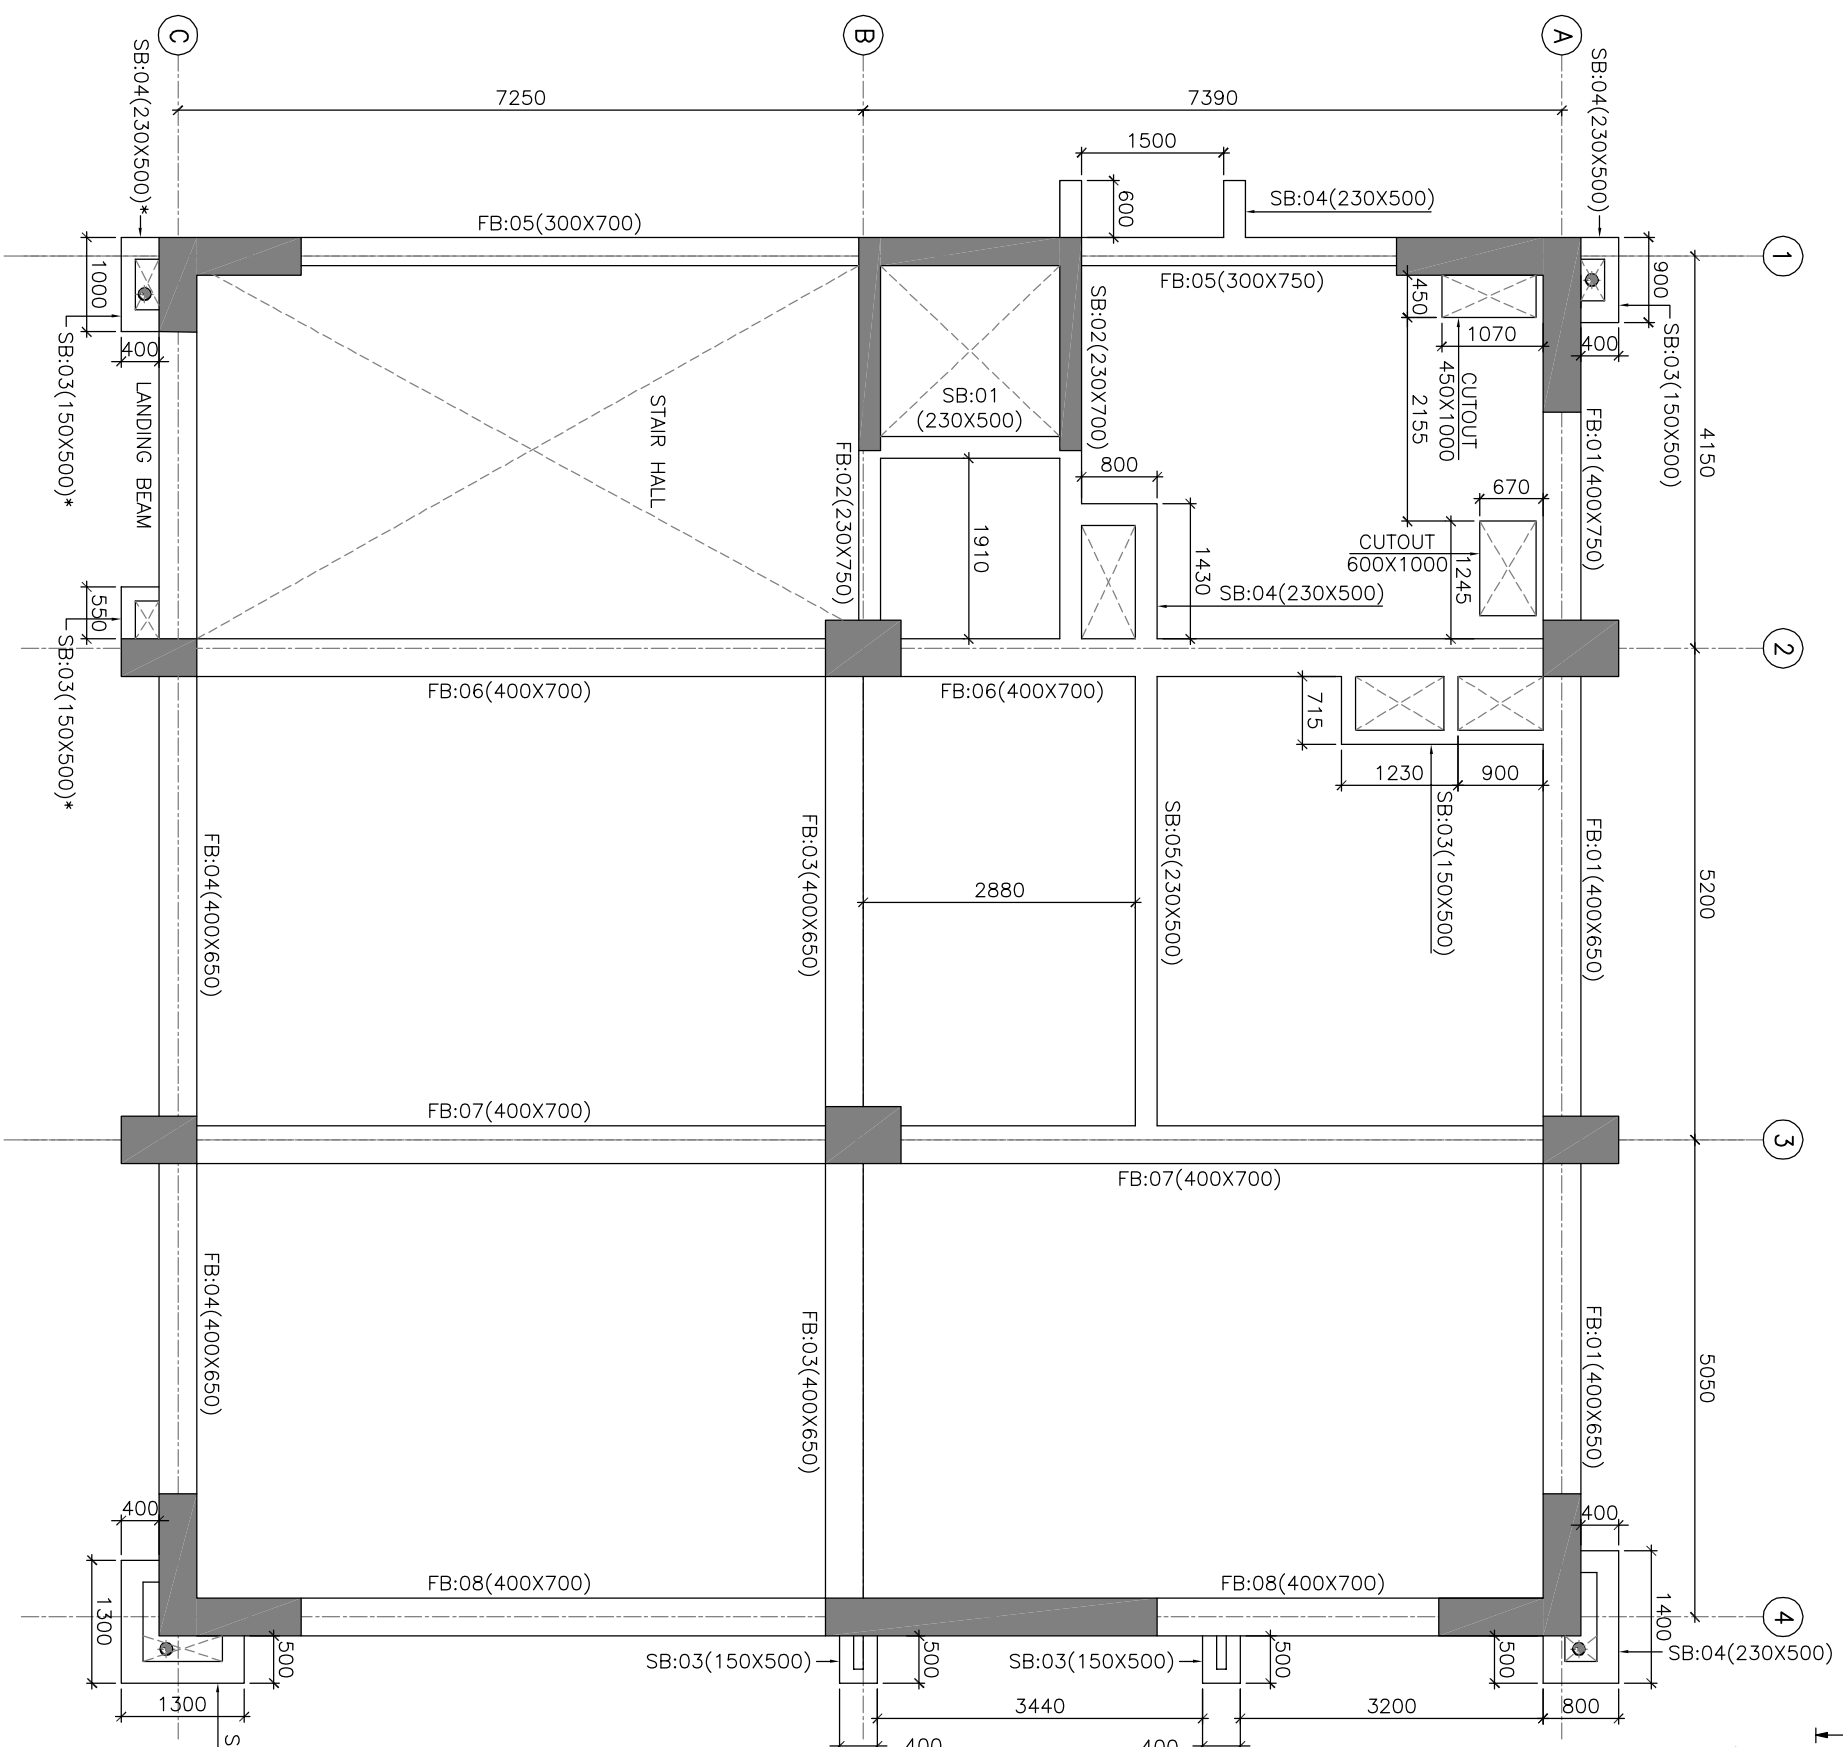 C
B
A
SB:04(230X500)*
SB:04(230X500)
7250
7390
1500
600
SB:04(230X500)
FB:05(300X700)
1
1000
900
FB:05(300X750)
450
1070
400
400
SB:03(150X500)*
SB:03(150X500)
LANDING BEAM
STAIR HALL
SB:01
(230X500)
SB:02(230X700)
CUTOUT
450X1000
2155
FB:01(400X750)
4150
FB:02(230X750)
800
670
1910
1430
CUTOUT
600X1000
1245
SB:04(230X500)
550
SB:03(150X500)*
2
FB:06(400X700)
FB:06(400X700)
715
1230
900
SB:03(150X500)
FB:04(400X650)
FB:03(400X650)
SB:05(230X500)
FB:01(400X650)
5200
2880
FB:07(400X700)
3
FB:07(400X700)
FB:04(400X650)
FB:03(400X650)
FB:01(400X650)
5050
400
400
FB:08(400X700)
FB:08(400X700)
1300
1400
4
500
SB:03(150X500)
500
SB:03(150X500)
500
500
SB:04(230X500)
1300
3440
3200
800
S
400
400